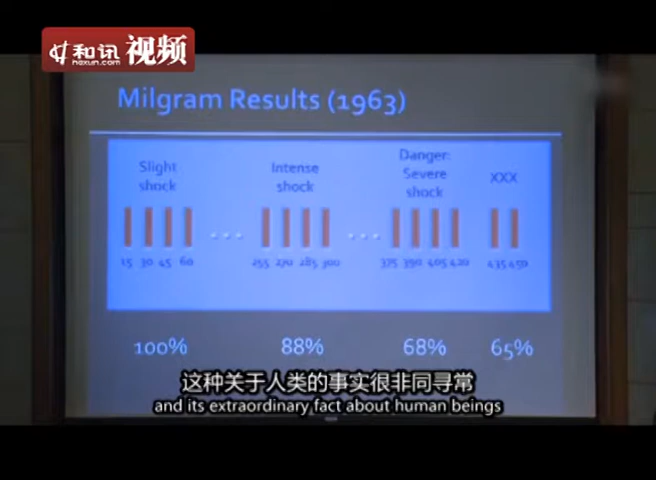 和讯 视频
hexun.com
Milgram Results (1963)
Slight shock
Intense shock
Danger: Severe shock
XXX
15 30 45 60 ... 255 270 285 300 ... 375 390 405 420 435 450
100% 88% 68% 65%
这种关于人类的事实很非同寻常
and its extraordinary fact about human beings